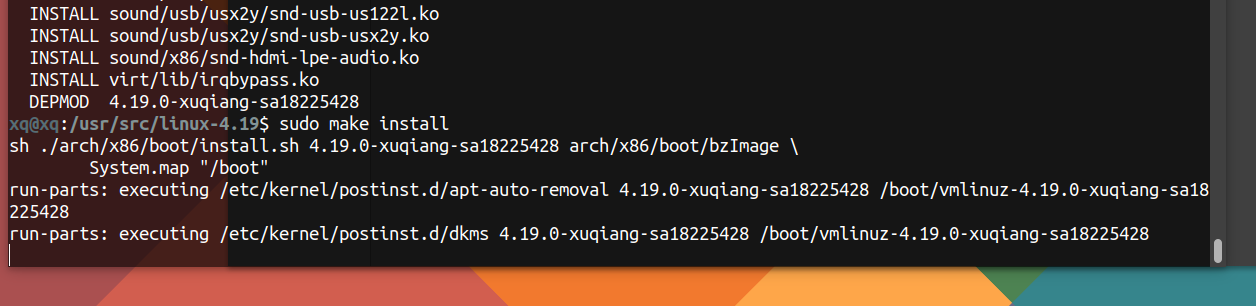 INSTALL sound/usb/usx2y/snd-usb-us122l.ko
INSTALL sound/usb/usx2y/snd-usb-usx2y.ko
INSTALL sound/x86/snd-hdmi-lpe-audio.ko
INSTALL virt/lib/irqbypass.ko
DEPMOD  4.19.0-xuqiang-sa18225428
xq@xq:/usr/src/linux-4.19$ sudo make install
sh ./arch/x86/boot/install.sh 4.19.0-xuqiang-sa18225428 arch/x86/boot/bzImage \
System.map "/boot"
run-parts: executing /etc/kernel/postinst.d/apt-auto-removal 4.19.0-xuqiang-sa18225428 /boot/vmlinuz-4.19.0-xuqiang-sa18
225428
run-parts: executing /etc/kernel/postinst.d/dkms 4.19.0-xuqiang-sa18225428 /boot/vmlinuz-4.19.0-xuqiang-sa18225428